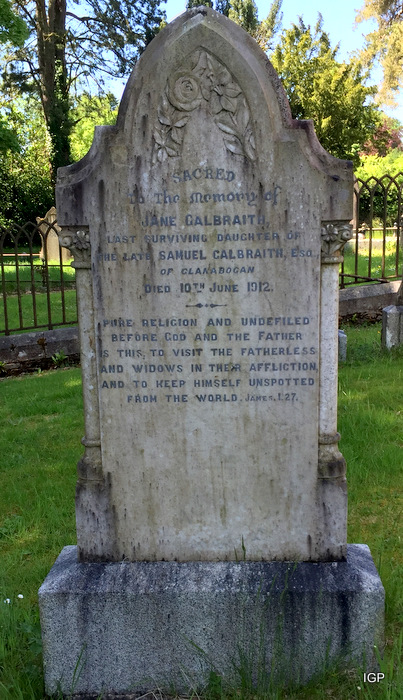 SACRED
To The Memory of
JANE GALBRAITH,
LAST SURVIVING DAUGHTER OF
THE LATE SAMUEL GALBRAITH, ESQ.
OF CLANABOGAN
DIED 10TH JUNE 1912.
PURE RELIGION AND UNDEFILED
BEFORE GOD AND THE FATHER
IS THIS, TO VISIT THE FATHERLESS
AND WIDOWS IN THEIR AFFLICTION,
AND TO KEEP HIMSELF UNSPOTTED
FROM THE WORLD. JAMES, 1.27.
IGP